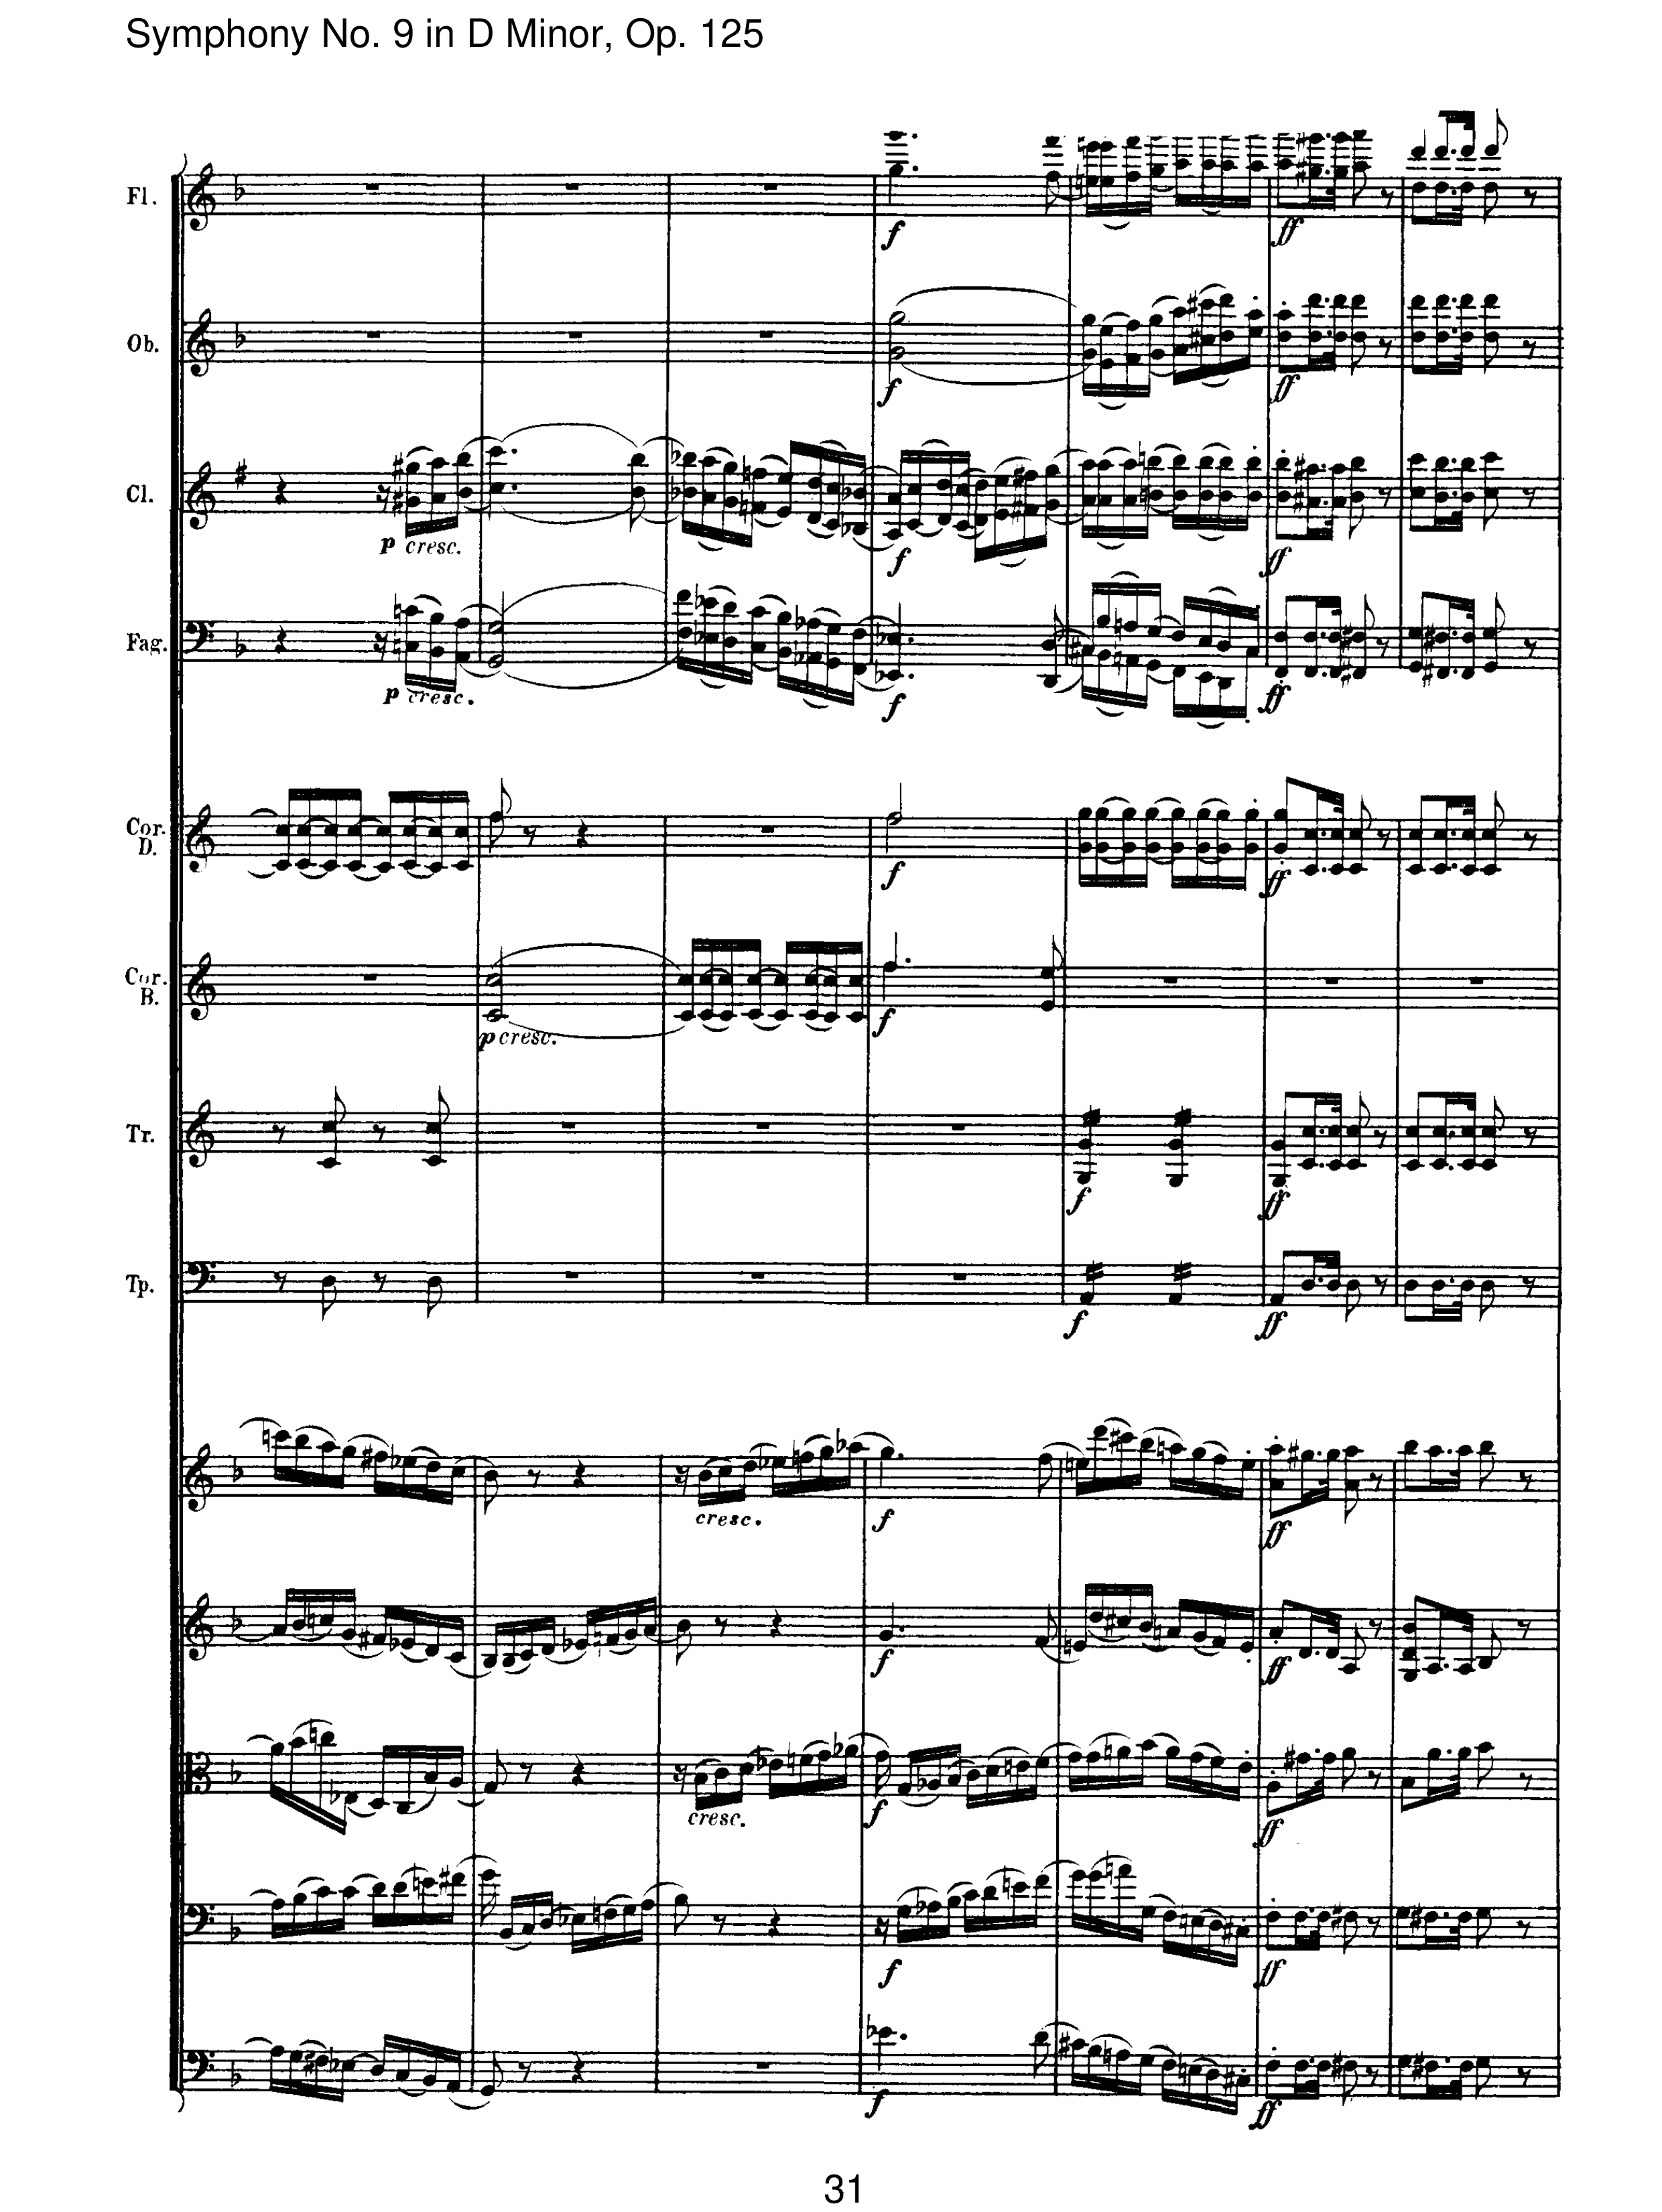 Symphony No. 9 in D Minor, Op. 125
Fl.
f
ff
Ob.
f
ff
Cl.
p cresc.
f
ff
Fag.
p cresc.
f
ff
Cor.
D.
f
ff
Cor.
B.
p cresc.
f
Tr.
f
ff
Tp.
f
ff
cresc.
f
ff
f
ff
cresc.
f
ff
f
ff
f
ff
31